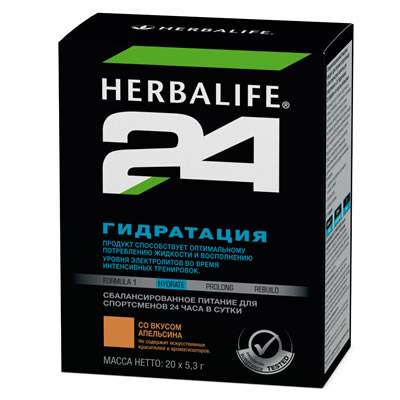 HERBALIFE.
HERBALIFE®
24
ГИДРАТАЦИЯ
ПРОДУКТ СПОСОБСТВУЕТ ОПТИМАЛЬНОМУ
ПОТРЕБЛЕНИЮ ЖИДКОСТИ И ВОСПОЛНЕНИЮ
УРОВНЯ ЭЛЕКТРОЛИТОВ ВО ВРЕМЯ
ИНТЕНСИВНЫХ ТРЕНИРОВОК.
FORMULA 1 HYDRATE PROLONG REBUILD
СБАЛАНСИРОВАННОЕ ПИТАНИЕ ДЛЯ
СПОРТСМЕНОВ 24 ЧАСА В СУТКИ
СО ВКУСОМ
АПЕЛЬСИНА
Не содержит искусственных
красителей и ароматизаторов.
TESTED
МАССА НЕТТО: 20 x 5,3 г